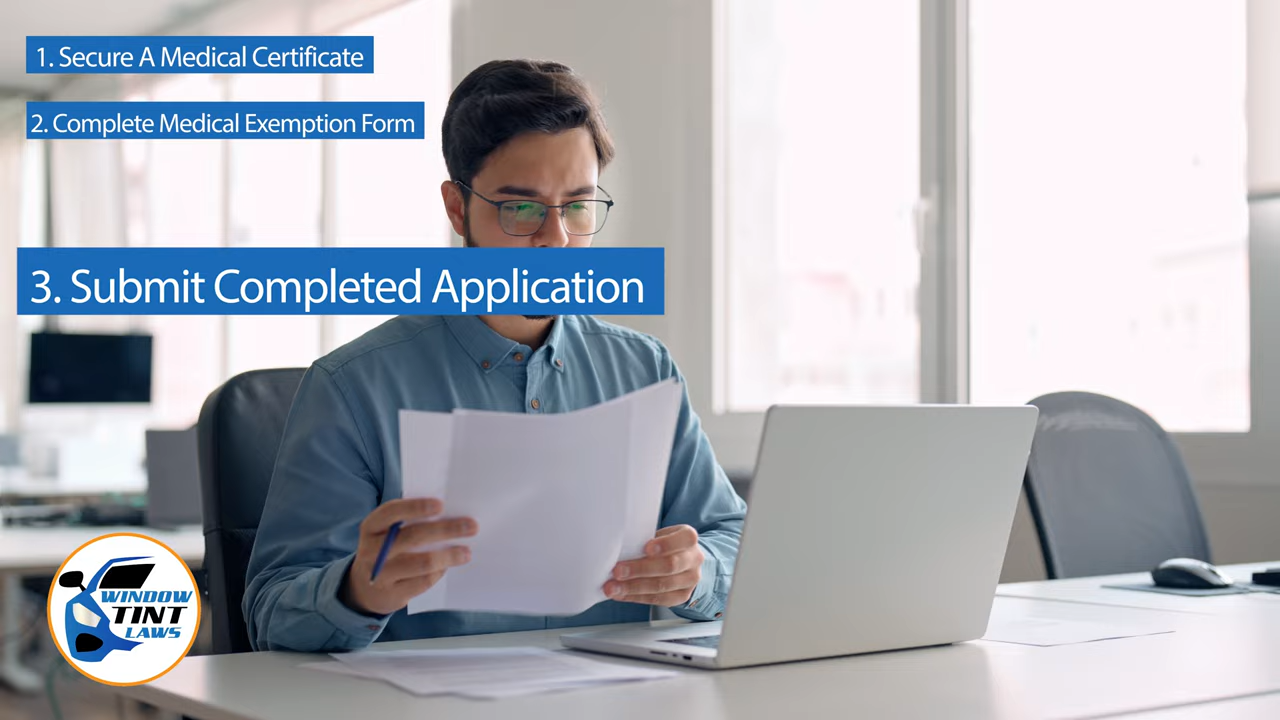 1. Secure A Medical Certificate
2. Complete Medical Exemption Form
3. Submit Completed Application
WINDOW
TINT
LAWS